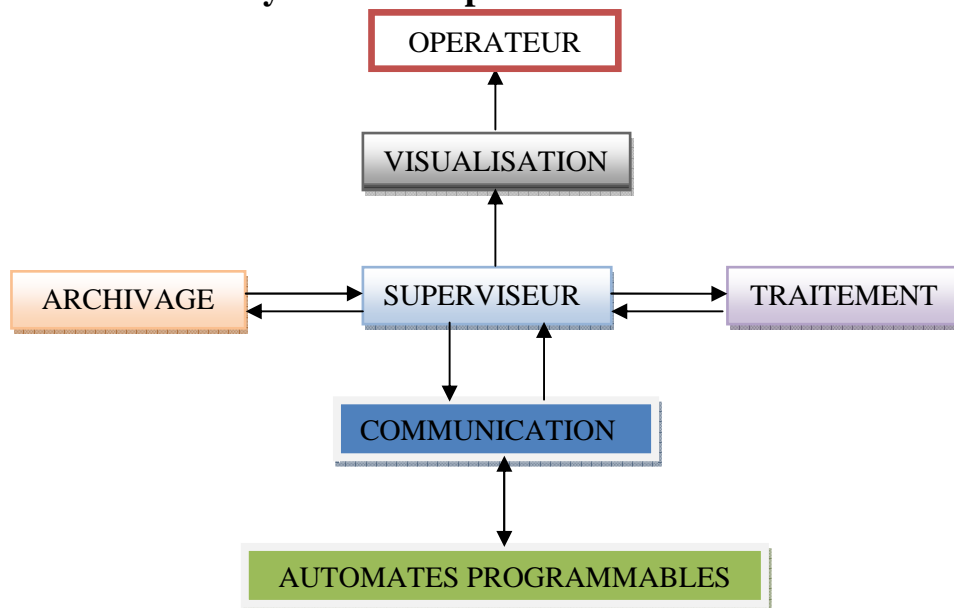 OPERATEUR
VISUALISATION
ARCHIVAGE
SUPERVISEUR
TRAITEMENT
COMMUNICATION
AUTOMATES PROGRAMMABLES